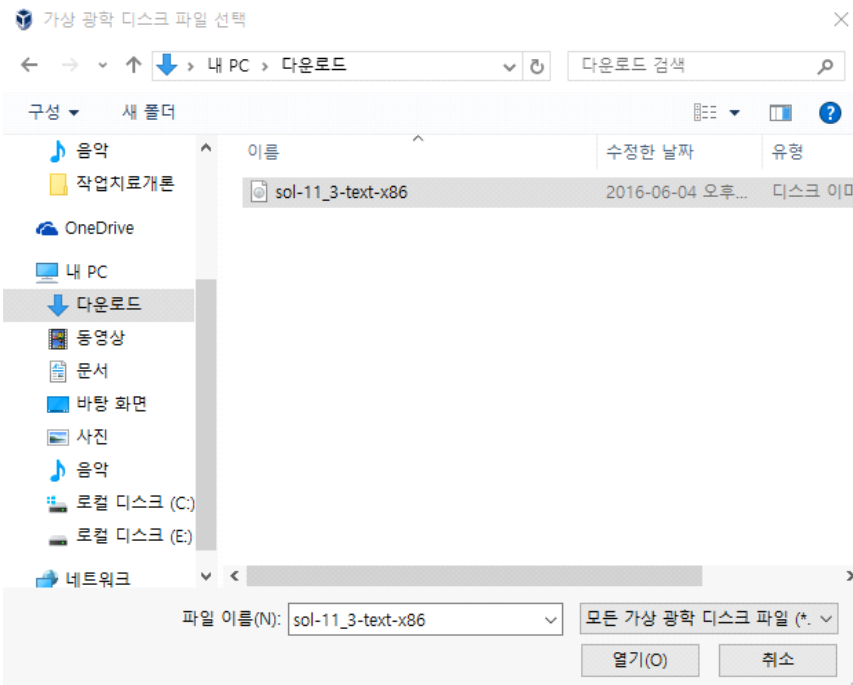 가상 광학 디스크 파일 선택
내 PC > 다운로드
다운로드 검색
구성
새 폴더
음악
작업치료개론
OneDrive
내 PC
다운로드
동영상
문서
바탕 화면
사진
음악
로컬 디스크 (C:)
로컬 디스크 (E:)
네트워크
이름
수정한 날짜
유형
sol-11_3-text-x86
2016-06-04 오후...
디스크 이미
파일 이름(N):
sol-11_3-text-x86
모든 가상 광학 디스크 파일 (*.
열기(O)
취소